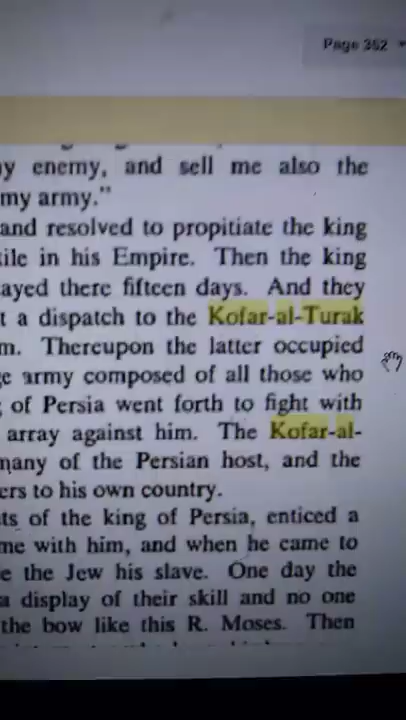 Page 352
y enemy, and sell me also the
my army."
and resolved to propitiate the king
ile in his Empire. Then the king
ayed there fifteen days. And they
t a dispatch to the Kofar-al-Turak
m. Thereupon the latter occupied
e army composed of all those who
of Persia went forth to fight with
array against him. The Kofar-al-
many of the Persian host, and the
ers to his own country.
ts of the king of Persia, enticed a
me with him, and when he came to
e the Jew his slave. One day the
a display of their skill and no one
the bow like this R. Moses. Then